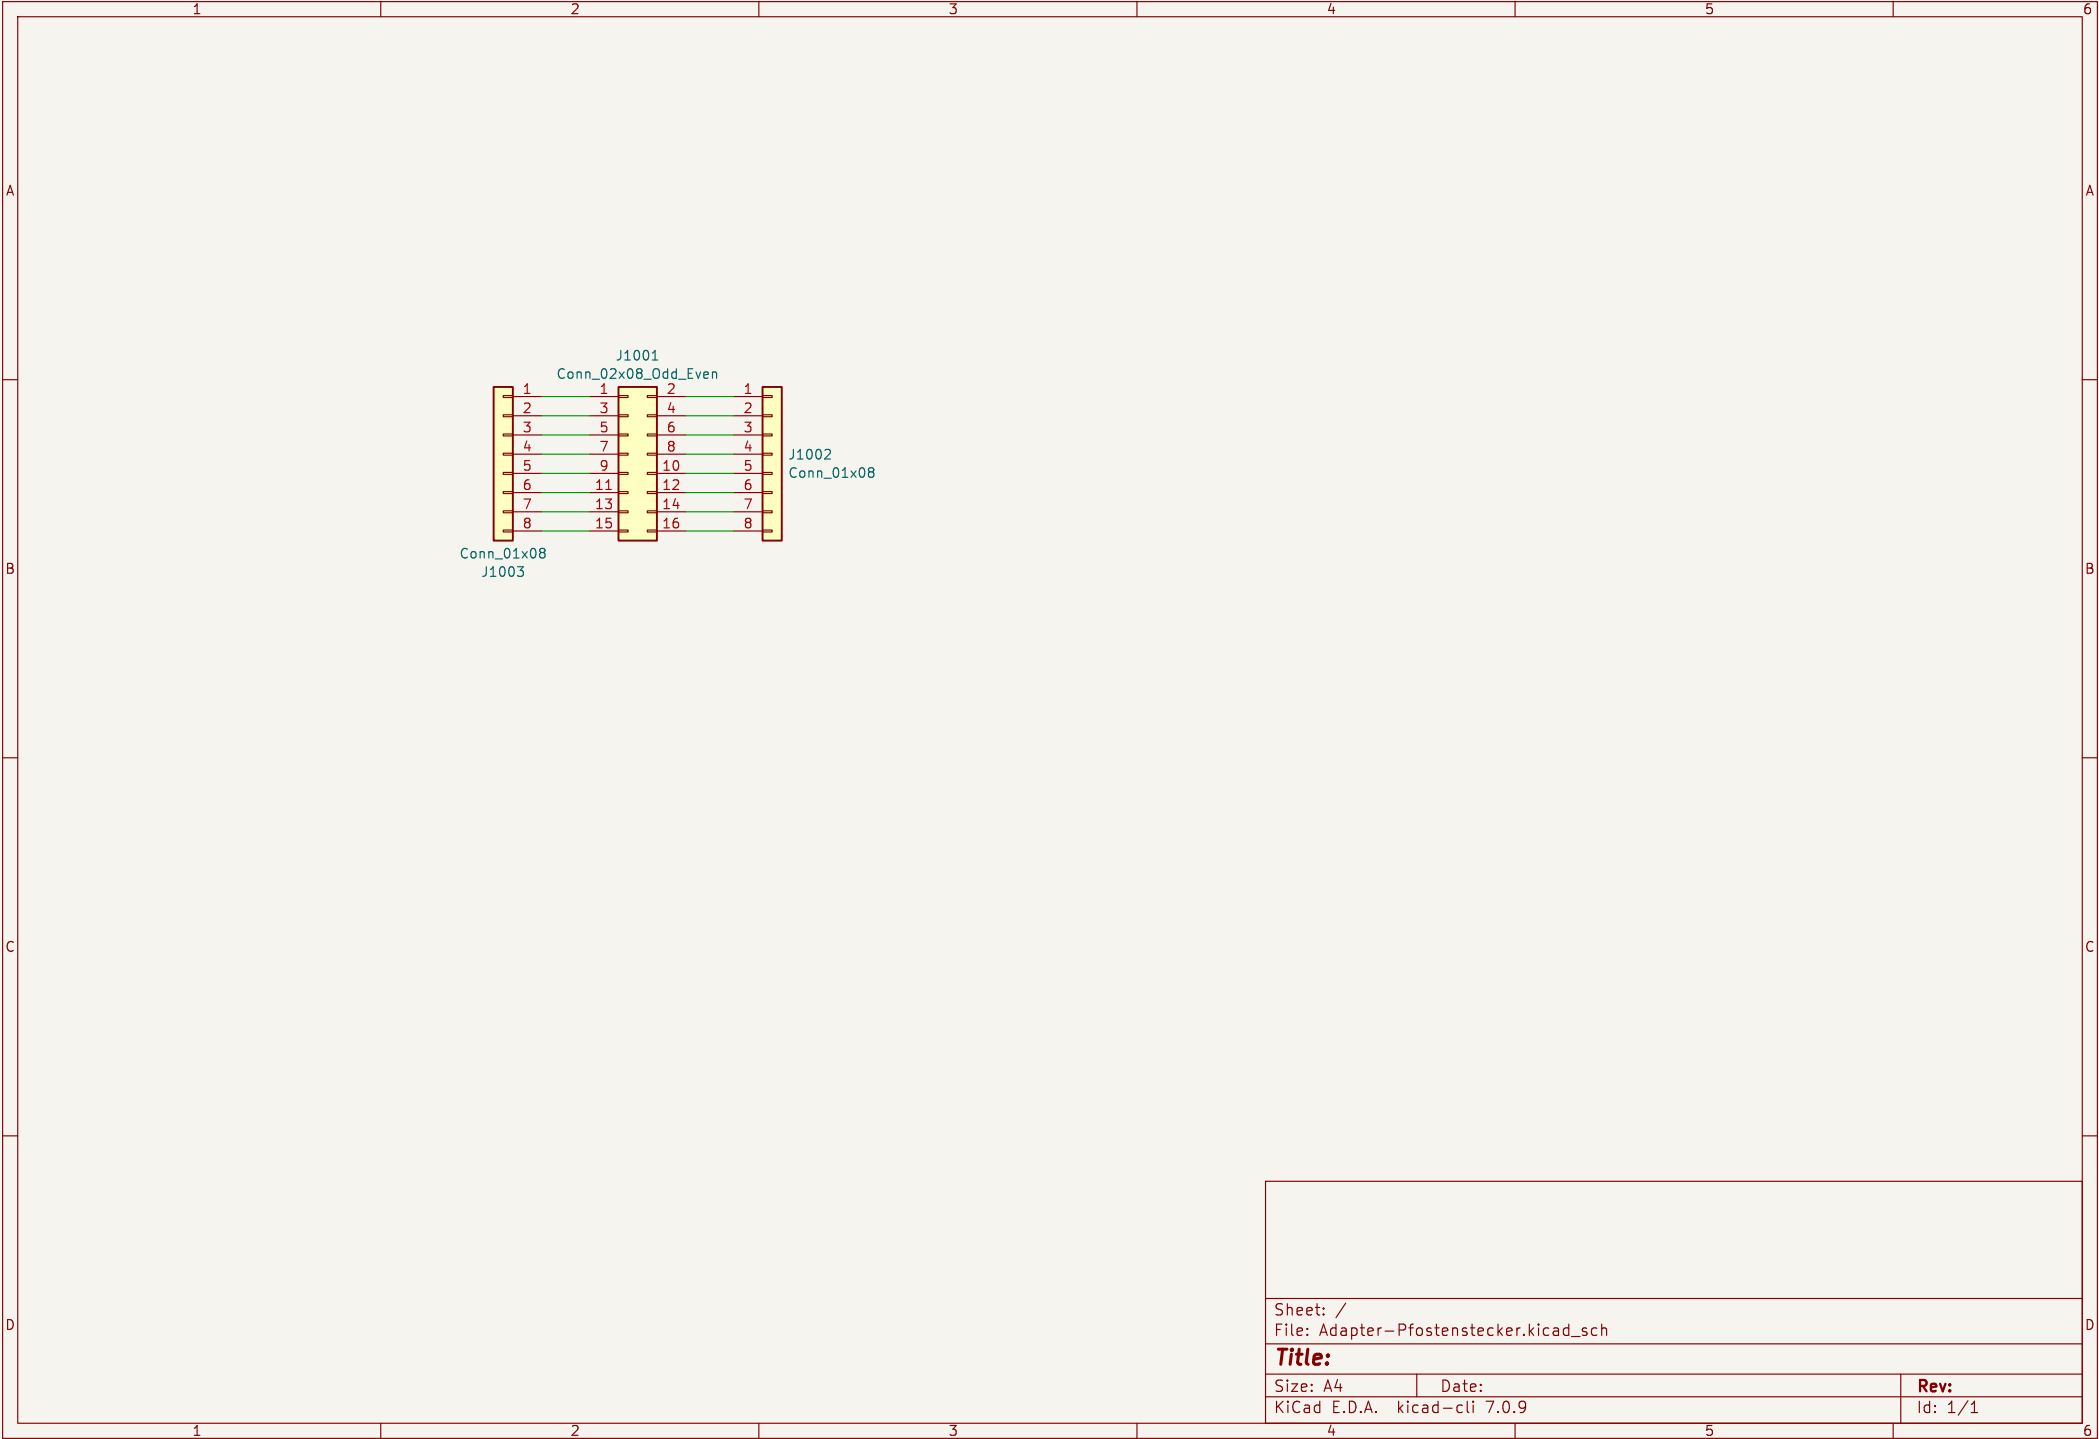 1 2 3 4 5 6
A A
J1001
Conn_02x08_Odd_Even
1 1 2 1
2 3 4 2
3 5 6 3
4 7 8 4
J1002
5 9 10 5
Conn_01x08
6 11 12 6
7 13 14 7
8 15 16 8
Conn_01x08
B B
J1003
C C
Sheet: /
D D
File: Adapter-Pfostenstecker.kicad_sch
Title:
Size: A4 Date: Rev:
KiCad E.D.A. kicad-cli 7.0.9 Id: 1/1
1 2 3 4 5 6